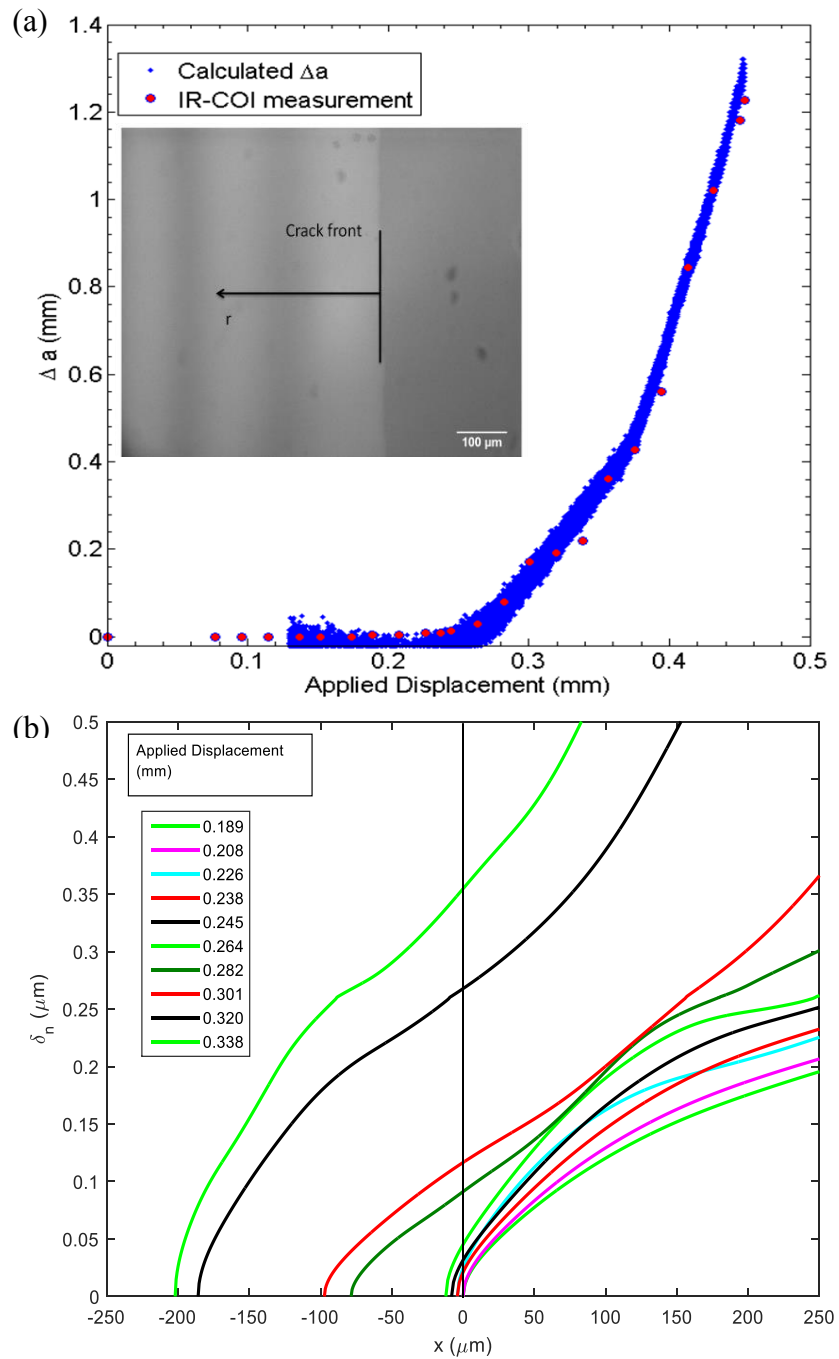 (a)
1.4
1.2
1
0.8
0.6
0.4
0.2
0
Δ a (mm)
Calculated Δa
IR-COI measurement
Crack front
r
100 μm
0 0.1 0.2 0.3 0.4 0.5
Applied Displacement (mm)
(b)
0.5
0.45
0.4
0.35
0.3
0.25
0.2
0.15
0.1
0.05
0
δn (μm)
Applied Displacement
(mm)
0.189
0.208
0.226
0.238
0.245
0.264
0.282
0.301
0.320
0.338
-250 -200 -150 -100 -50 0 50 100 150 200 250
x (μm)